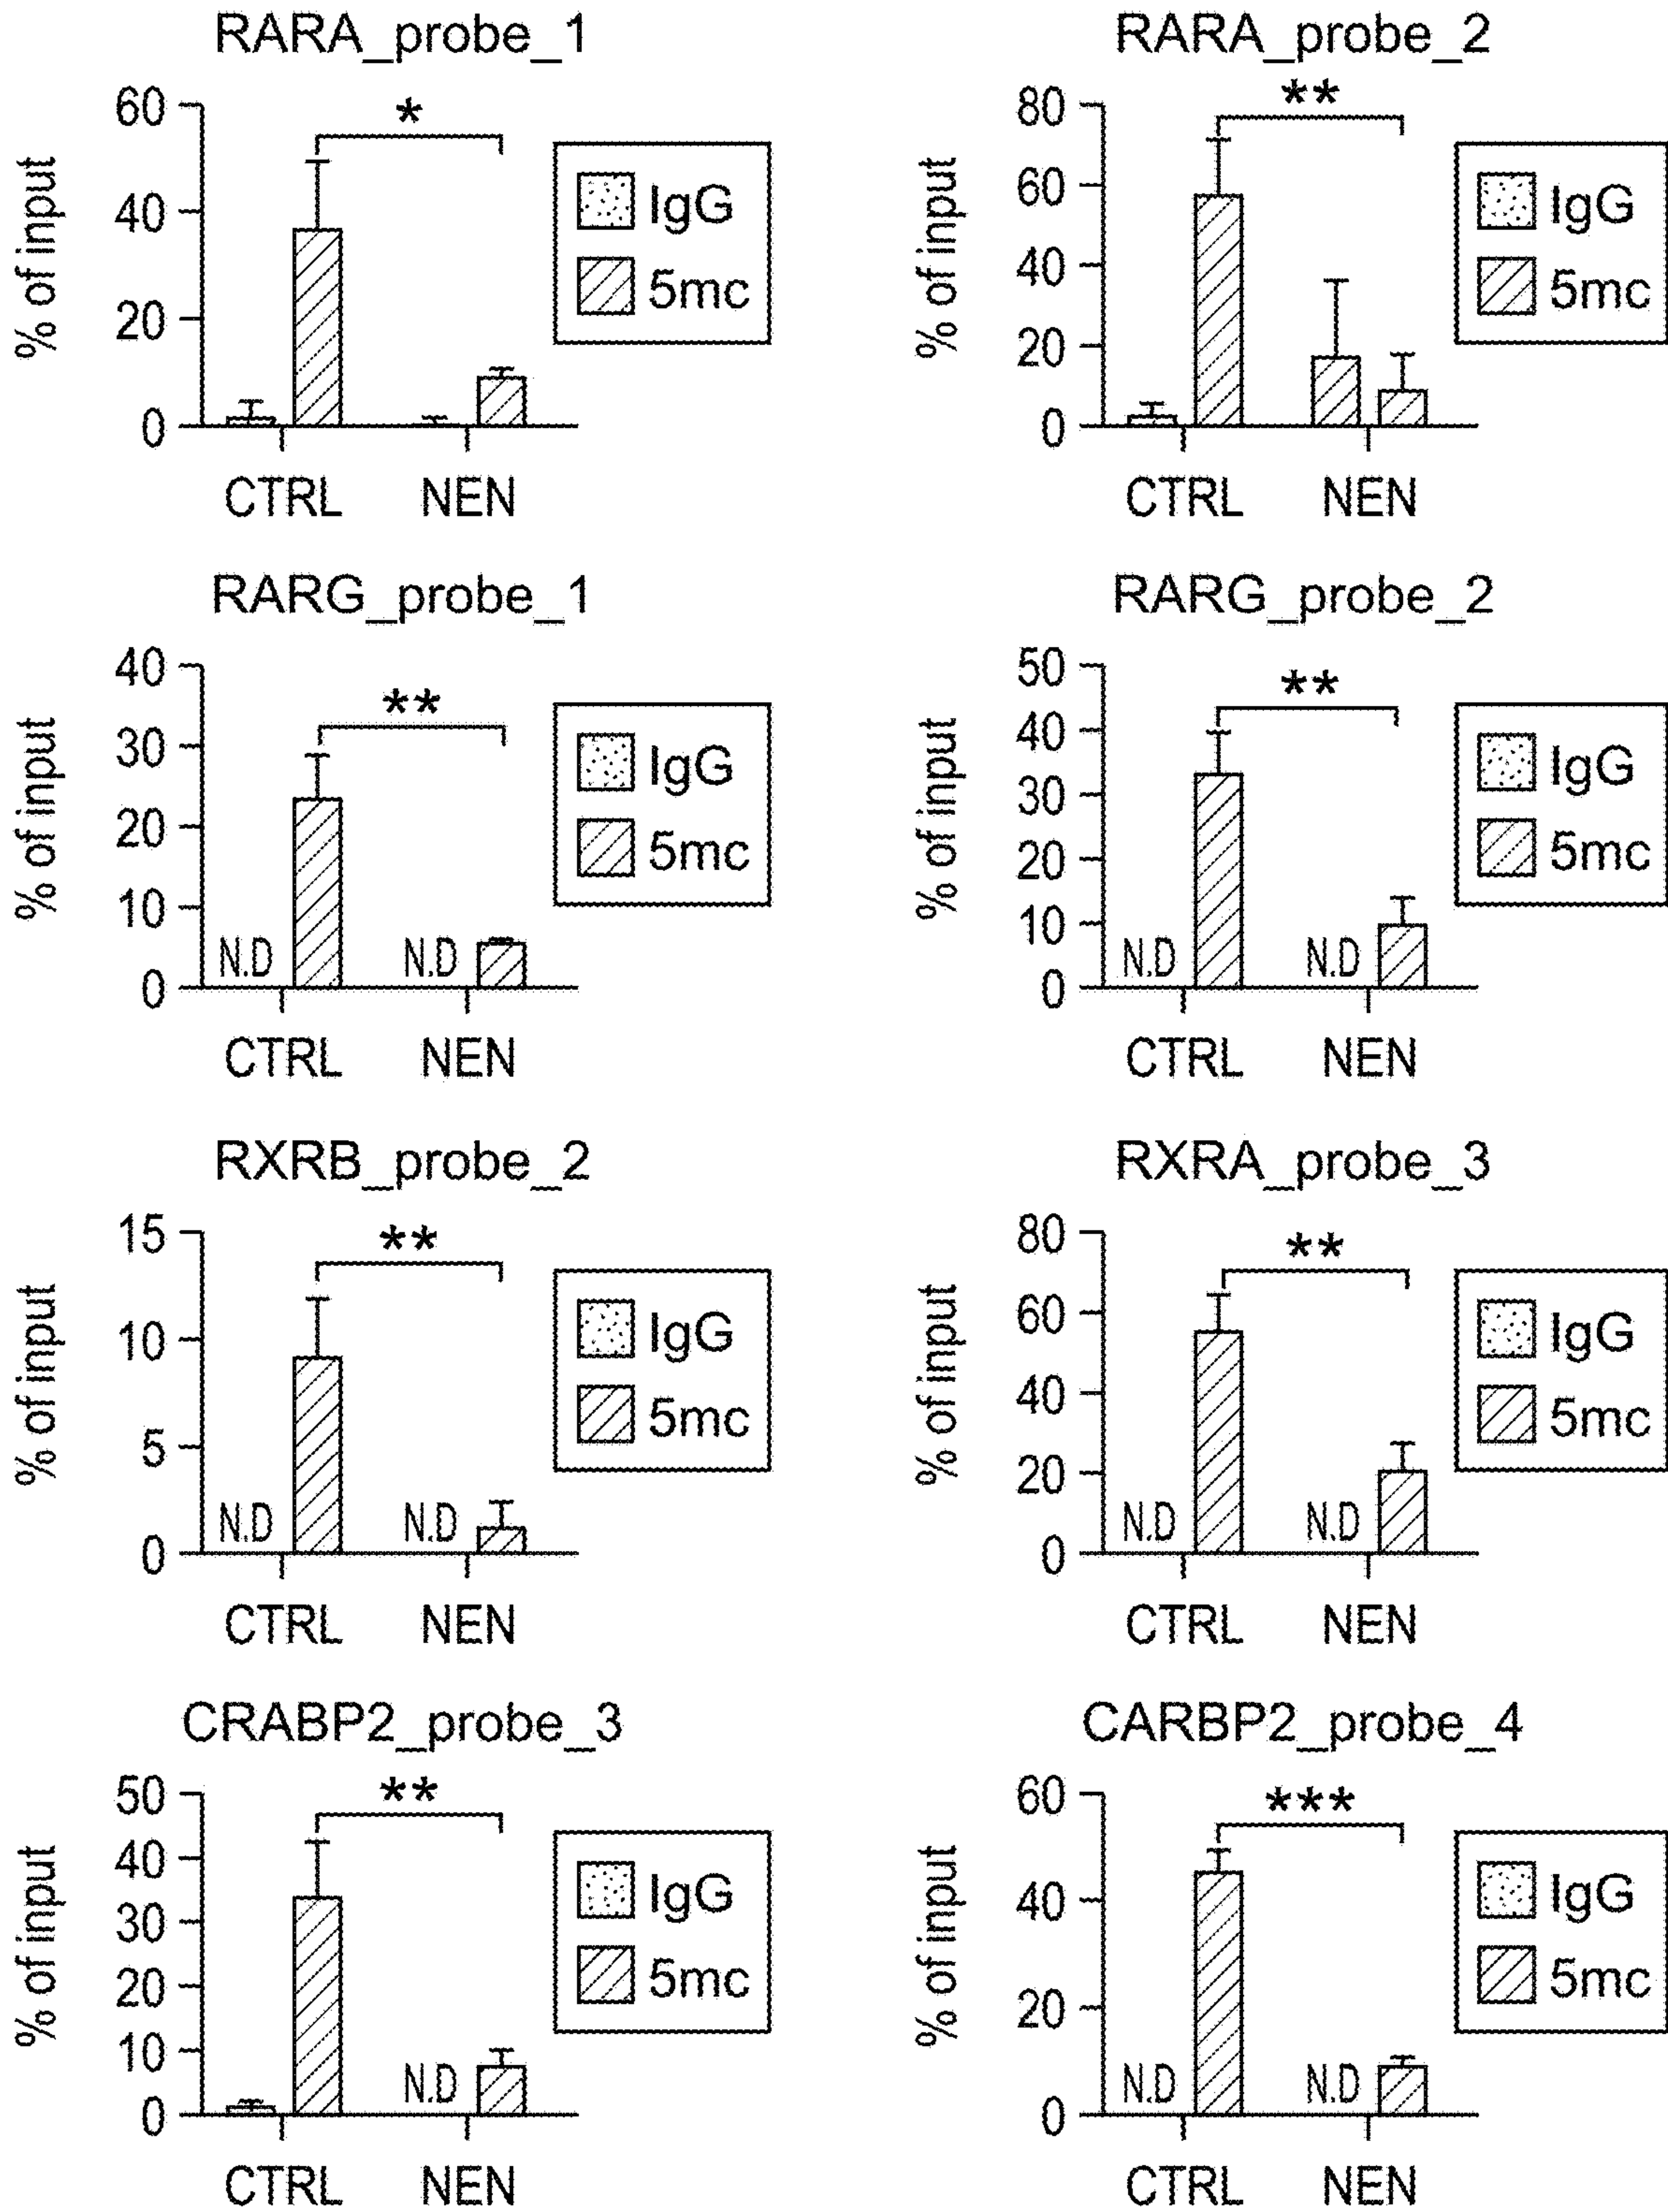 RARA_probe_1
*
% of input
60
40
20
0
IgG
5mc
CTRL NEN
RARA_probe_2
**
% of input
80
60
40
20
0
IgG
5mc
CTRL NEN
RARG_probe_1
**
% of input
40
30
20
10
0
N.D N.D
IgG
5mc
CTRL NEN
RARG_probe_2
**
% of input
50
40
30
20
10
0
N.D N.D
IgG
5mc
CTRL NEN
RXRB_probe_2
**
% of input
15
10
5
0
N.D N.D
IgG
5mc
CTRL NEN
RXRA_probe_3
**
% of input
80
60
40
20
0
N.D N.D
IgG
5mc
CTRL NEN
CRABP2_probe_3
**
% of input
50
40
30
20
10
0
N.D
IgG
5mc
CTRL NEN
CARBP2_probe_4
***
% of input
60
40
20
0
N.D N.D
IgG
5mc
CTRL NEN